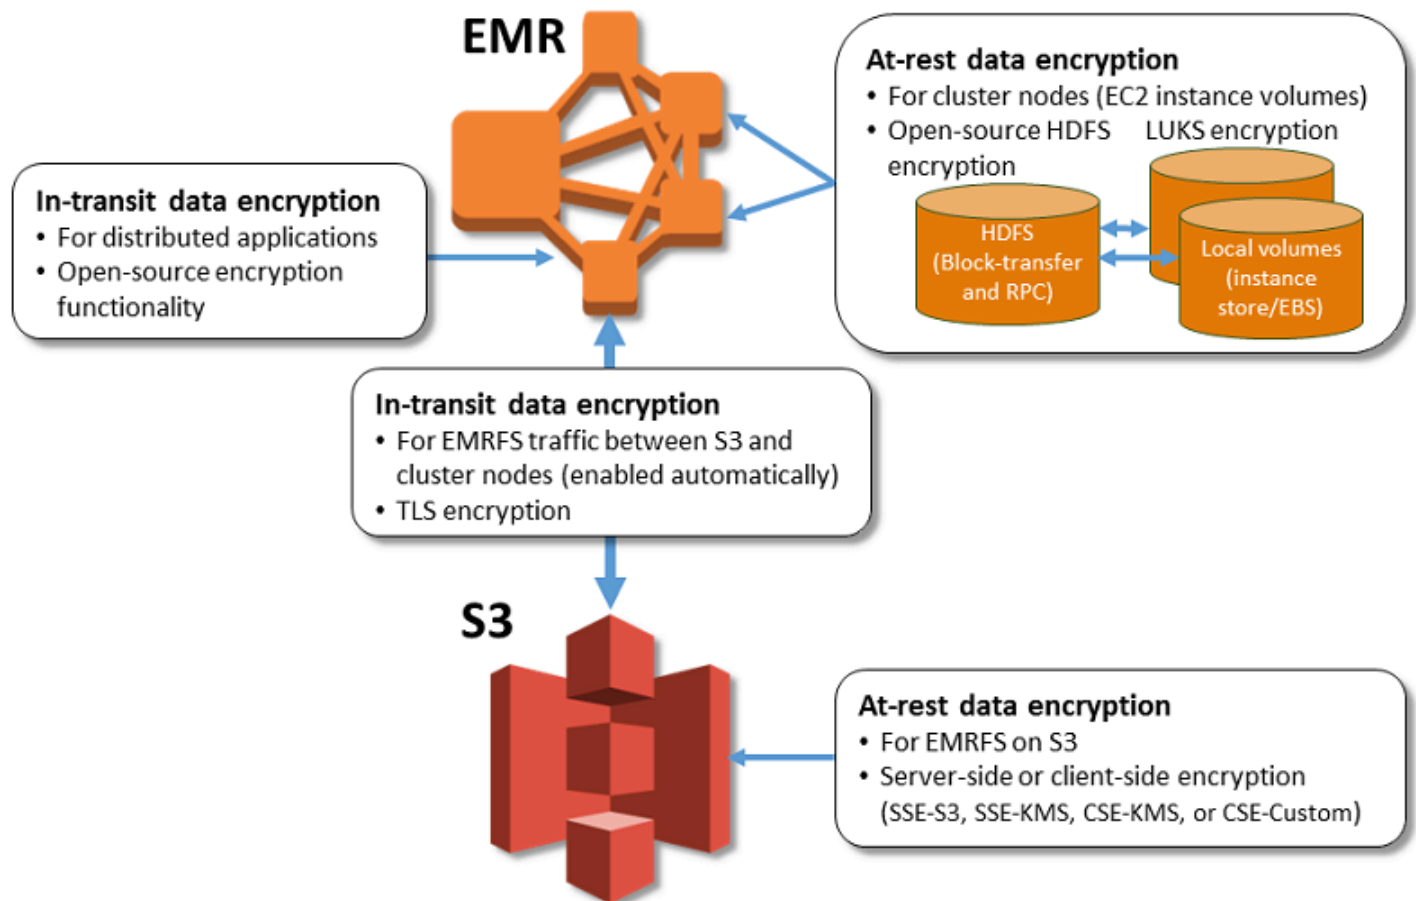 EMR
At-rest data encryption
• For cluster nodes (EC2 instance volumes)
• Open-source HDFS encryption
LUKS encryption
HDFS
(Block-transfer
and RPC)
Local volumes
(instance
store/EBS)
In-transit data encryption
• For distributed applications
• Open-source encryption
functionality
In-transit data encryption
• For EMRFS traffic between S3 and
cluster nodes (enabled automatically)
• TLS encryption
S3
At-rest data encryption
• For EMRFS on S3
• Server-side or client-side encryption
(SSE-S3, SSE-KMS, CSE-KMS, or CSE-Custom)